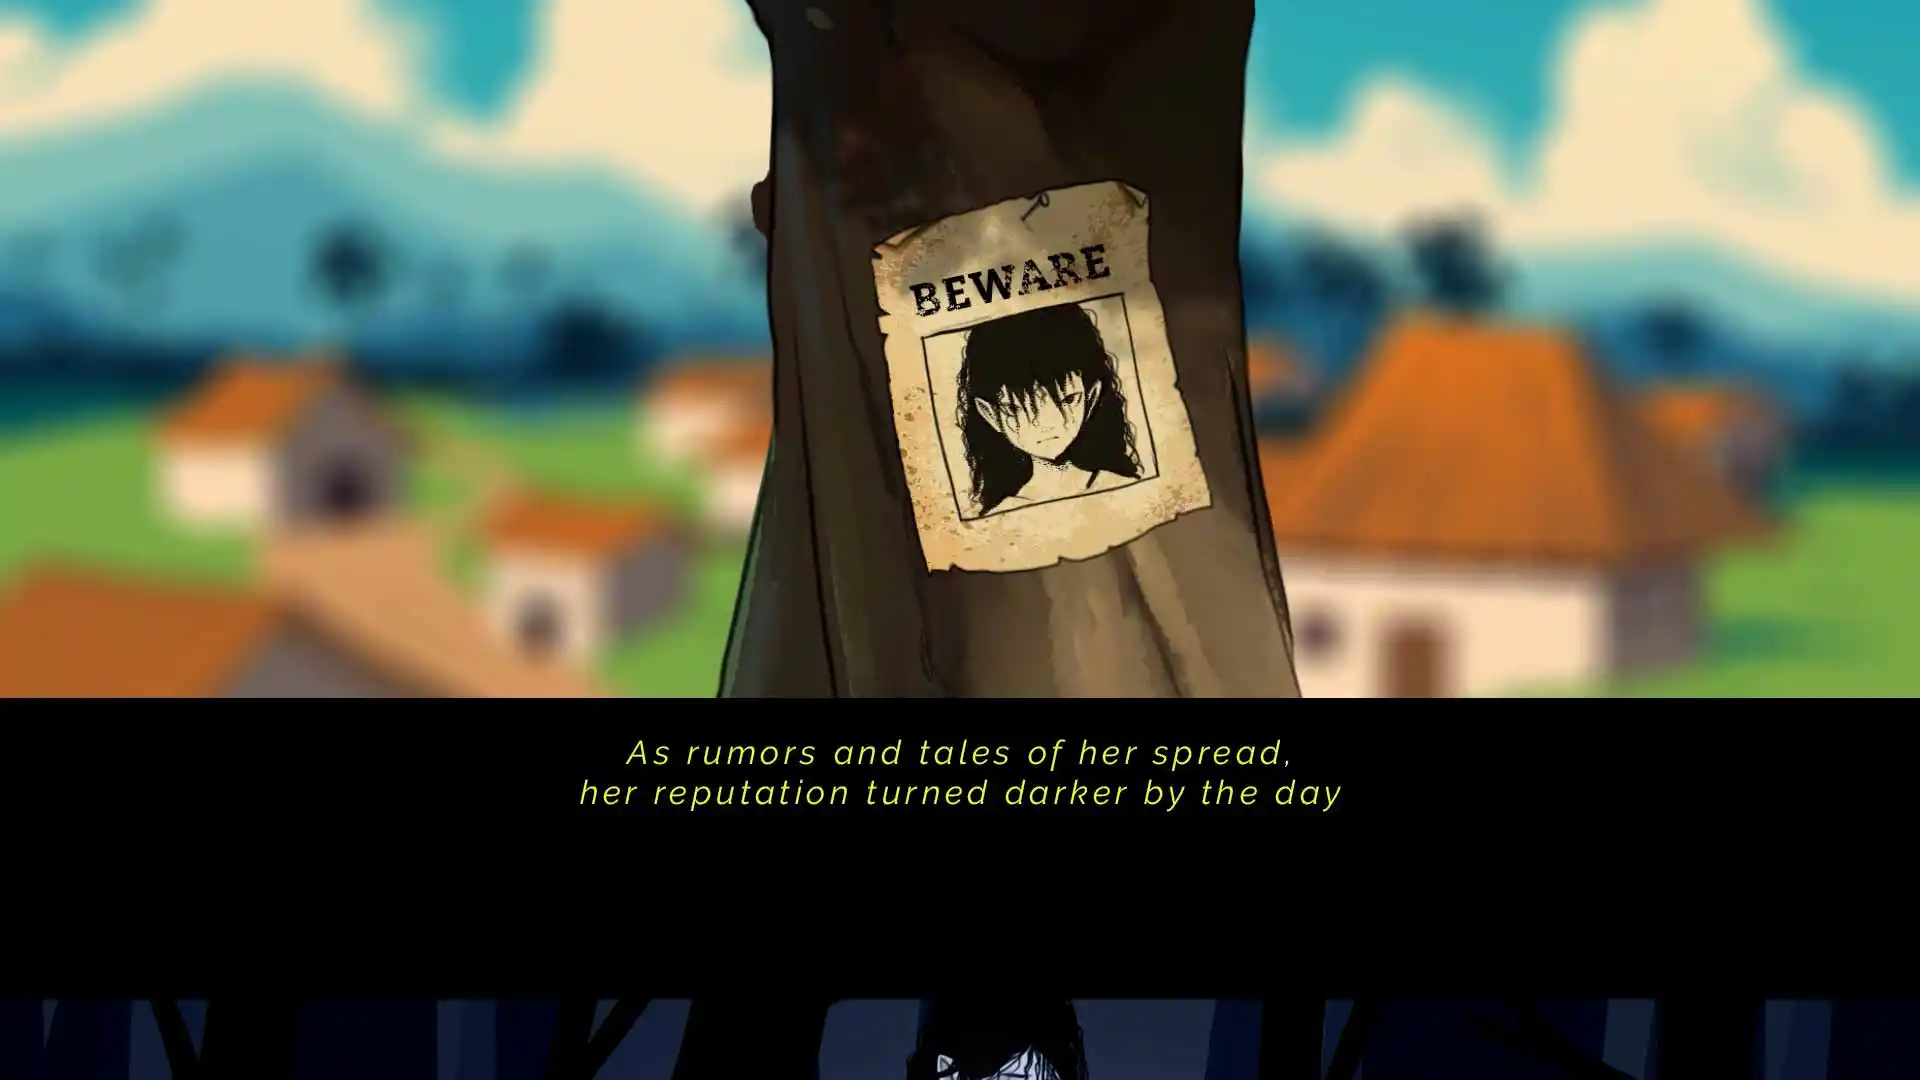 BEWARE
As rumors and tales of her spread,
her reputation turned darker by the day